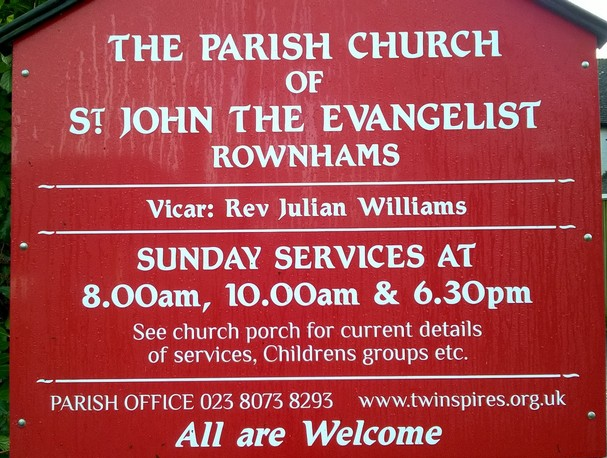 THE PARISH CHURCH
OF
ST JOHN THE EVANGELIST
ROWNHAMS
Vicar: Rev Julian Williams
SUNDAY SERVICES AT
8.00am, 10.00am & 6.30pm
See church porch for current details
of services, Childrens groups etc.
PARISH OFFICE 023 8073 8293 www.twinspires.org.uk
All are Welcome